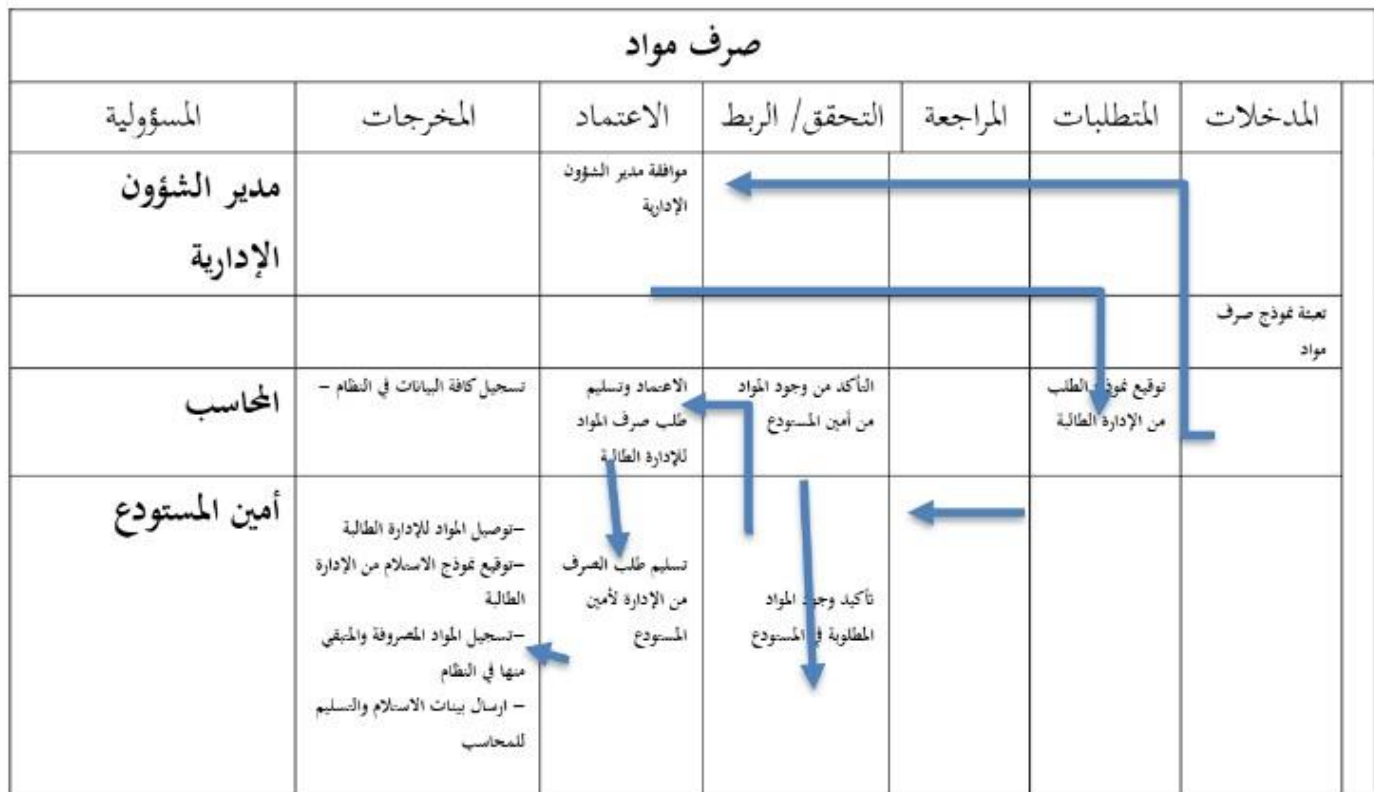 صرف مواد
المدخلات
المتطلبات
المراجعة
التحقق/ الربط
الاعتماد
المخرجات
المسؤولية
موافقة مدير الشؤون
الإدارية
مدير الشؤون
الإدارية
تعبئة نموذج صرف
مواد
توقيع نموذج الطلب
من الإدارة الطالبة
التأكد من وجود المواد
من أمين المستودع
الاعتماد وتسليم
طلب صرف المواد
للإدارة الطالبة
تسجيل كافة البيانات في النظام –
المحاسب
تأكيد وجود المواد
المطلوبة في المستودع
تسليم طلب الصرف
من الإدارة لأمين
المستودع
–توصيل المواد للإدارة الطالبة
–توقيع نموذج الاستلام من الإدارة
الطالبة
–تسجيل المواد المصروفة والمتبقي
منها في النظام
– ارسال بينات الاستلام والتسليم
للمحاسب
أمين المستودع